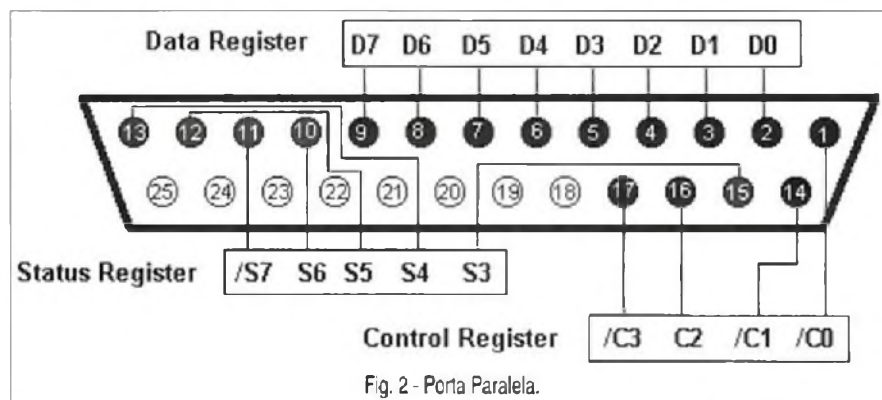 Data Register D7 D6 D5 D4 D3 D2 D1 D0
13 12 11 10 9 8 7 6 5 4 3 2 1
25 24 23 22 21 20 19 18 17 16 15 14
Status Register /S7 S6 S5 S4 S3
Control Register /C3 C2 /C1 /C0
Fig. 2 - Porta Paralela.